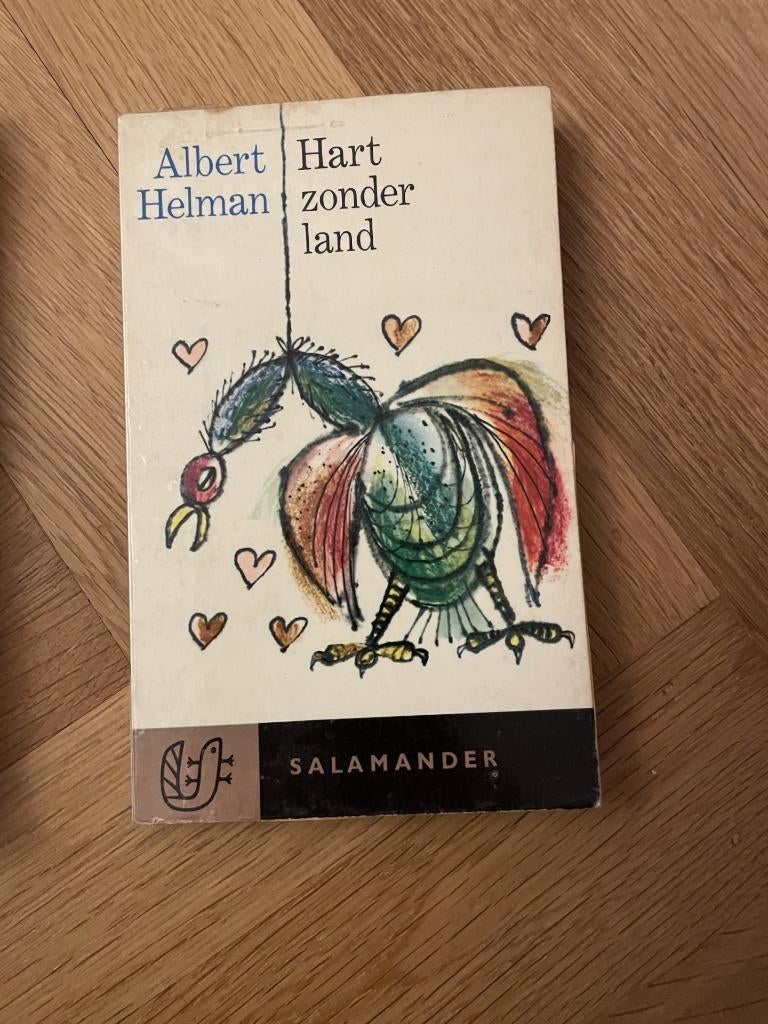 Albert
Helman
Hart
zonder
land
SALAMANDER